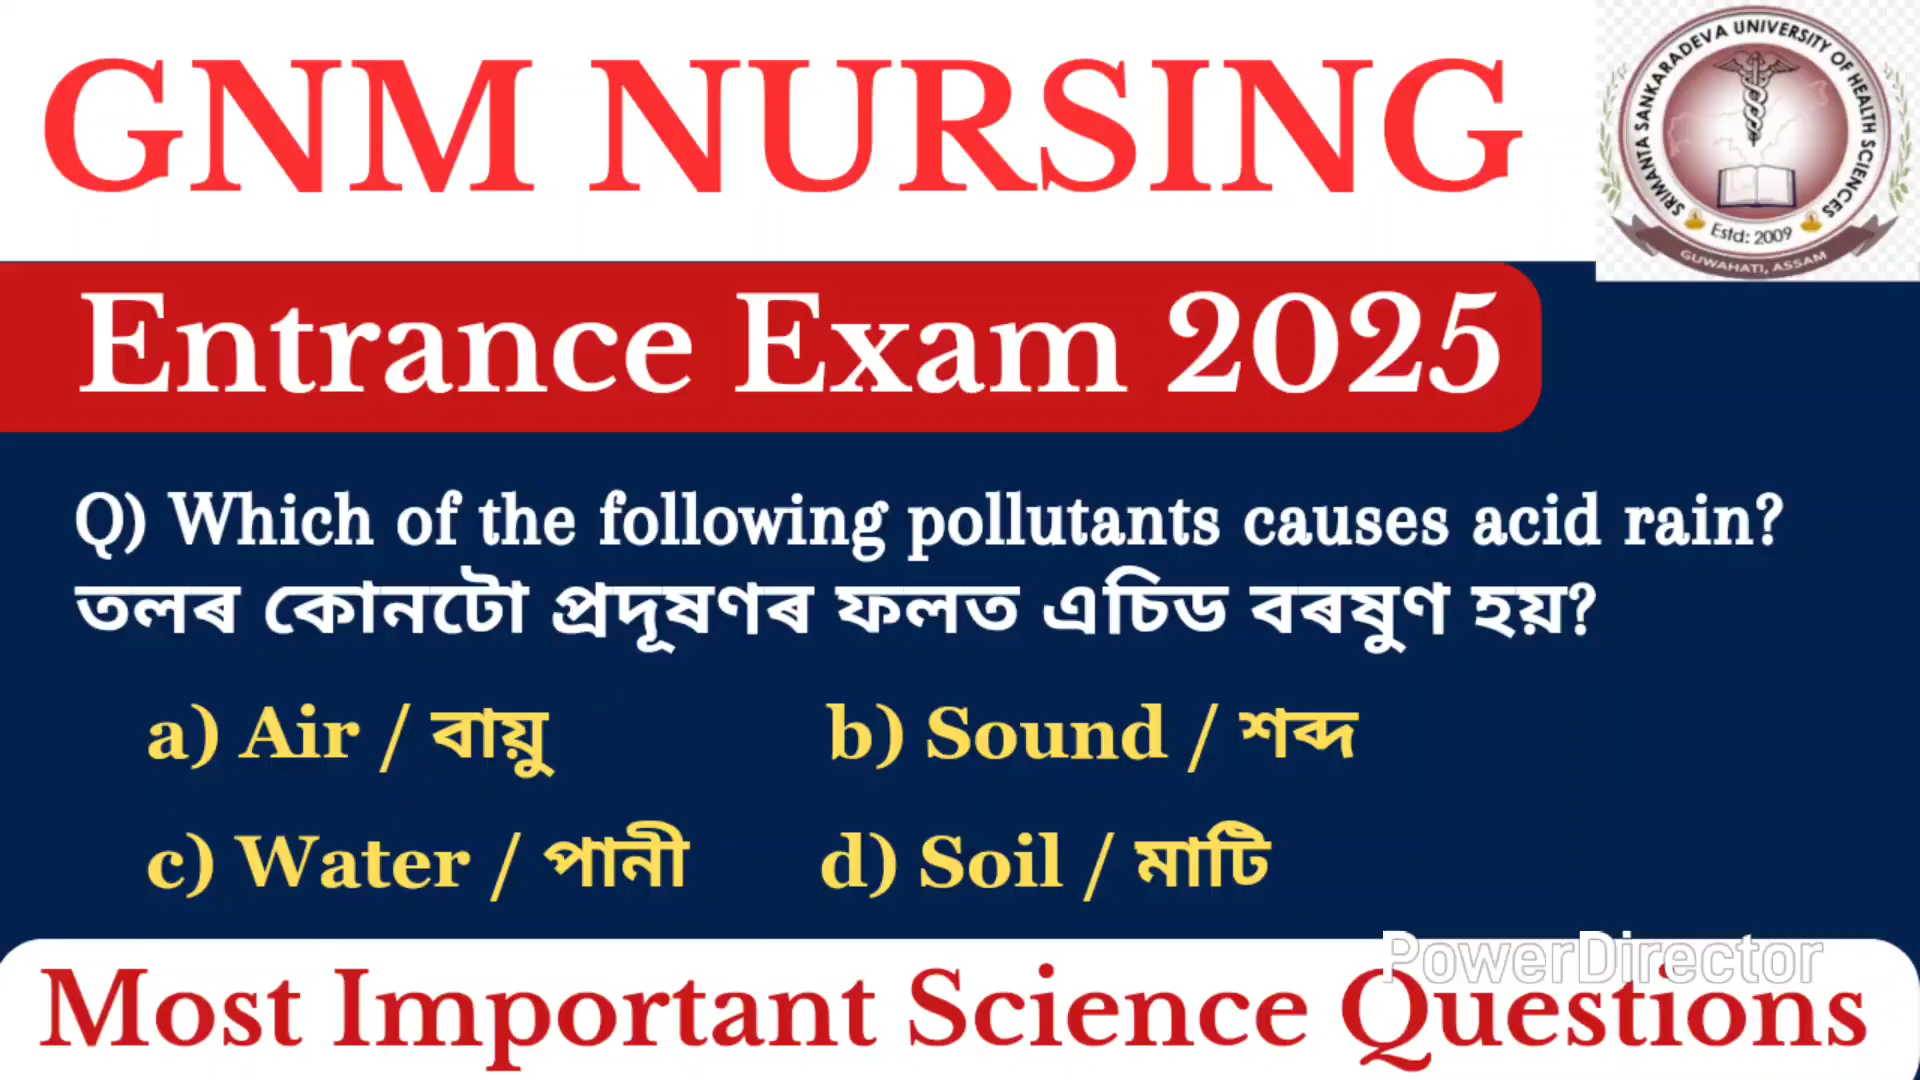 GNM NURSING
SRIMANTA SANKARADEVA UNIVERSITY OF HEALTH SCIENCES
Estd: 2009
GUWAHATI, ASSAM
Entrance Exam 2025
Q) Which of the following pollutants causes acid rain?
তলৰ কোনটো প্ৰদূষণৰ ফলত এচিড বৰষুণ হয়?
a) Air / বায়ু
b) Sound / শব্দ
c) Water / পানী
d) Soil / মাটি
PowerDirector
Most Important Science Questions